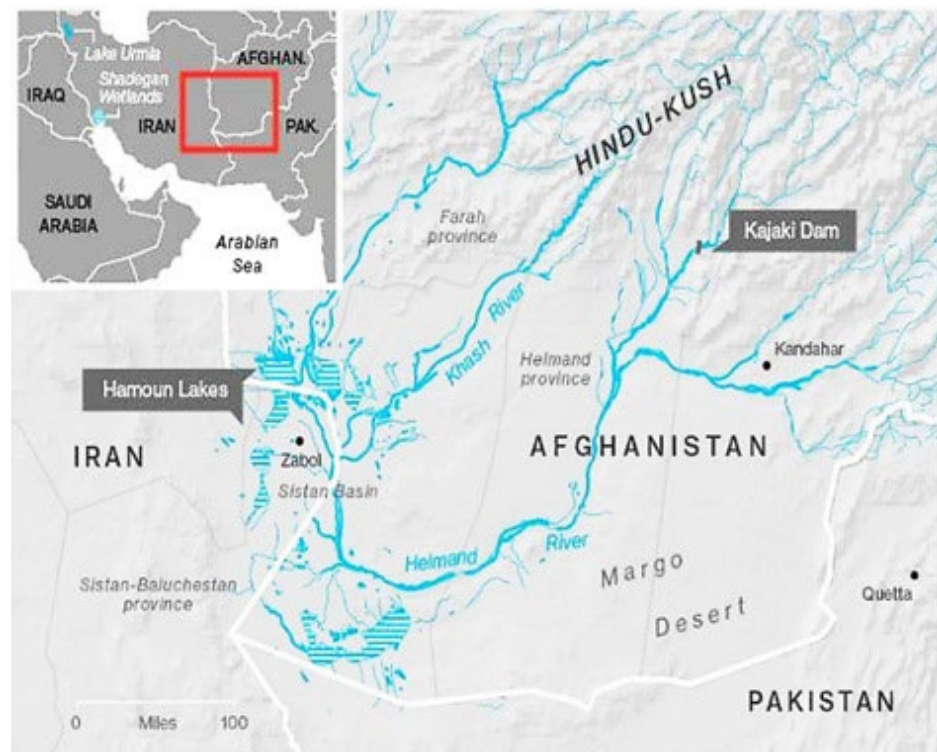 Lake Urmia
Shadegan
Wetlands
AFGHAN.
IRAQ
IRAN
PAK.
SAUDI
ARABIA
Arabian
Sea
HINDU-KUSH
Farah
province
Kajaki Dam
Khash River
Helmand
province
Kandahar
Hamoun Lakes
IRAN
Zabol
AFGHANISTAN
Sistan Basin
Helmand River
Margo
Desert
Sistan-Baluchestan
province
Quetta
PAKISTAN
0 Miles 100